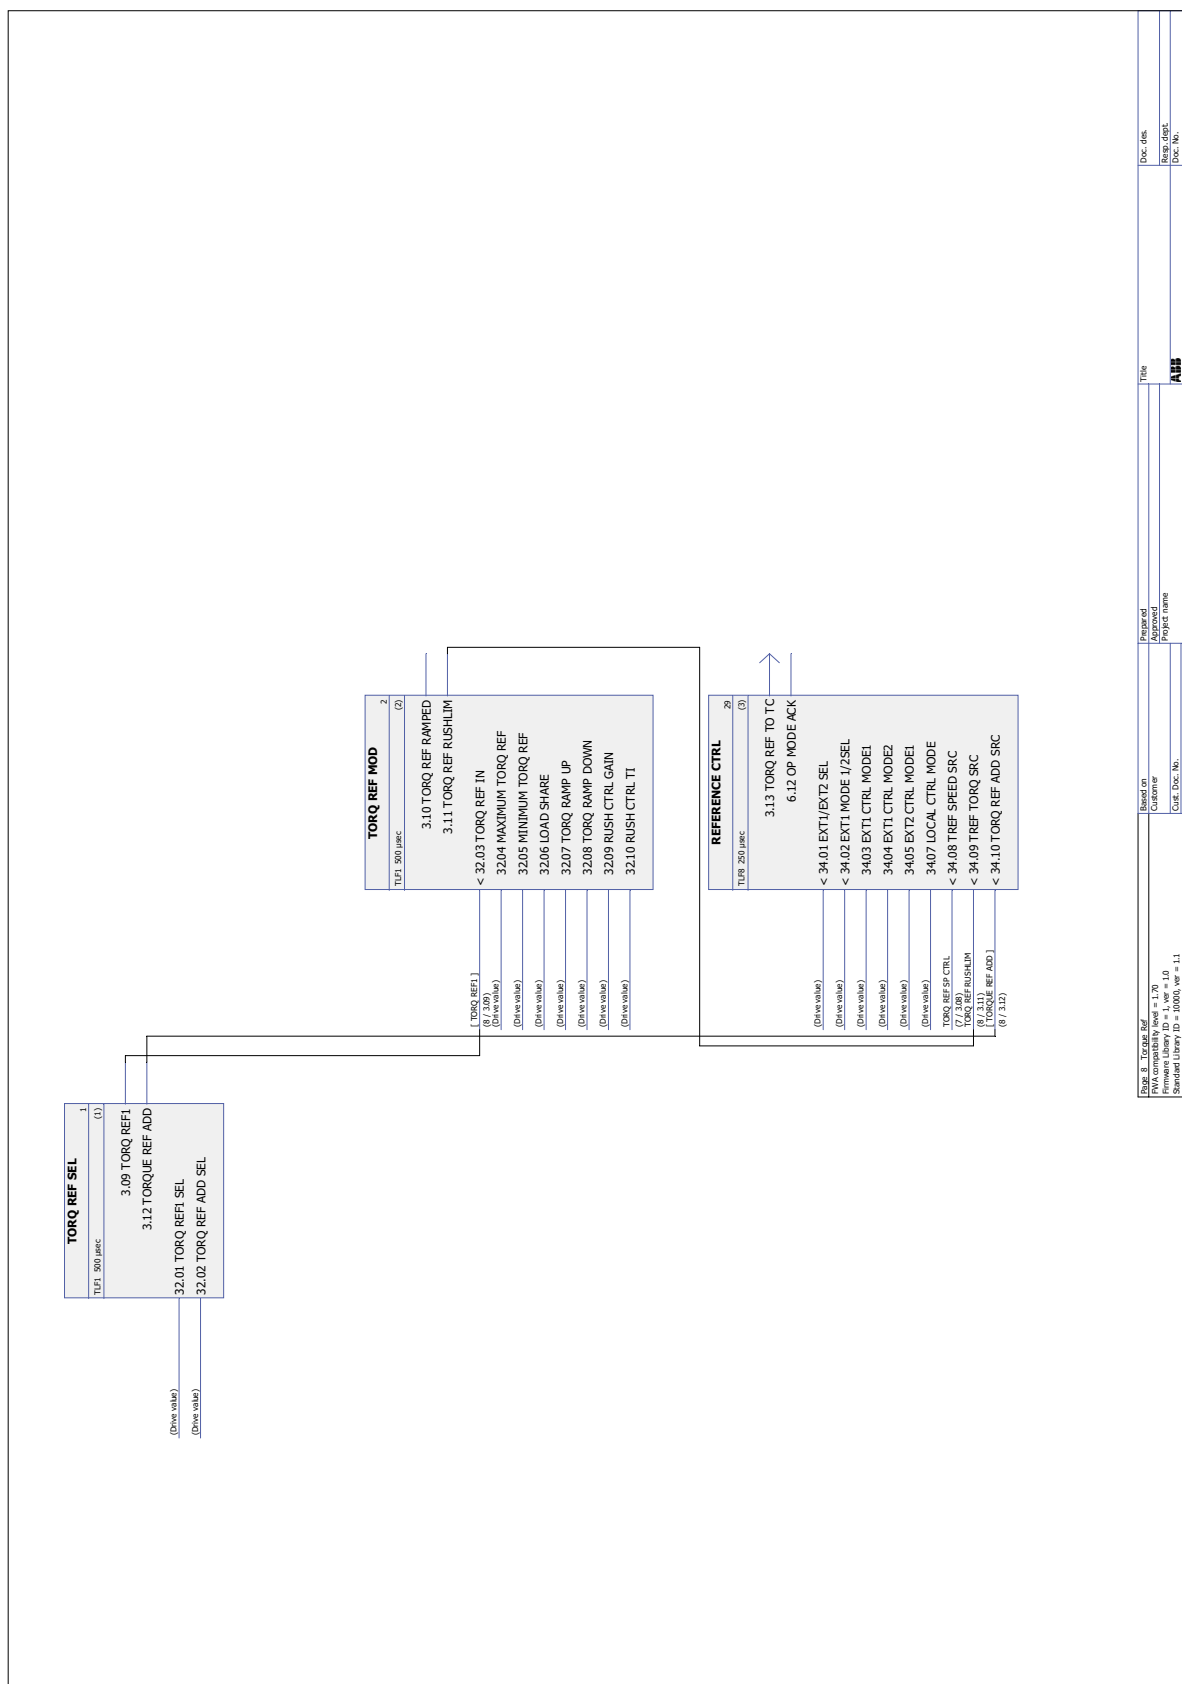 TORQ REF SEL
1
TLF1 500 µsec
(1)
3.09 TORQ REF1
3.12 TORQUE REF ADD
32.01 TORQ REF1 SEL
32.02 TORQ REF ADD SEL
(Drive value)
(Drive value)
TORQ REF MOD
2
TLF1 500 µsec
(2)
3.10 TORQ REF RAMPED
3.11 TORQ REF RUSHLIM
< 32.03 TORQ REF IN
32.04 MAXIMUM TORQ REF
32.05 MINIMUM TORQ REF
32.06 LOAD SHARE
32.07 TORQ RAMP UP
32.08 TORQ RAMP DOWN
32.09 RUSH CTRL GAIN
32.10 RUSH CTRL TI
[ TORQ REF1 ]
(8 / 3.09)
(Drive value)
(Drive value)
(Drive value)
(Drive value)
(Drive value)
(Drive value)
(Drive value)
REFERENCE CTRL
29
TLF8 250 µsec
(3)
3.13 TORQ REF TO TC
6.12 OP MODE ACK
< 34.01 EXT1/EXT2 SEL
< 34.02 EXT1 MODE 1/2SEL
34.03 EXT1 CTRL MODE1
34.04 EXT1 CTRL MODE2
34.05 EXT2 CTRL MODE1
34.07 LOCAL CTRL MODE
< 34.08 TREF SPEED SRC
< 34.09 TREF TORQ SRC
< 34.10 TORQ REF ADD SRC
(Drive value)
(Drive value)
(Drive value)
(Drive value)
(Drive value)
(Drive value)
TORQ REF SP CTRL
(7 / 3.08)
TORQ REF RUSHLIM
(8 / 3.11)
[ TORQUE REF ADD ]
(8 / 3.12)
Page 8 Torque Ref
FWA compatibility level = 1.70
Firmware Library ID = 1, ver = 1.0
Standard Library ID = 10000, ver = 1.1
Based on
Customer
Cust. Doc. No.
Prepared
Approved
Project name
Title
ABB
Doc. des.
Resp. dept.
Doc. No.